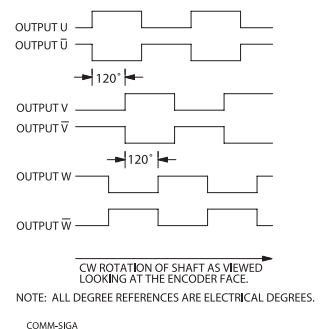 OUTPUT U
OUTPUT U̅
120°
OUTPUT V
OUTPUT V̅
120°
OUTPUT W
OUTPUT W̅
CW ROTATION OF SHAFT AS VIEWED
LOOKING AT THE ENCODER FACE.
NOTE: ALL DEGREE REFERENCES ARE ELECTRICAL DEGREES.
COMM-SIGA